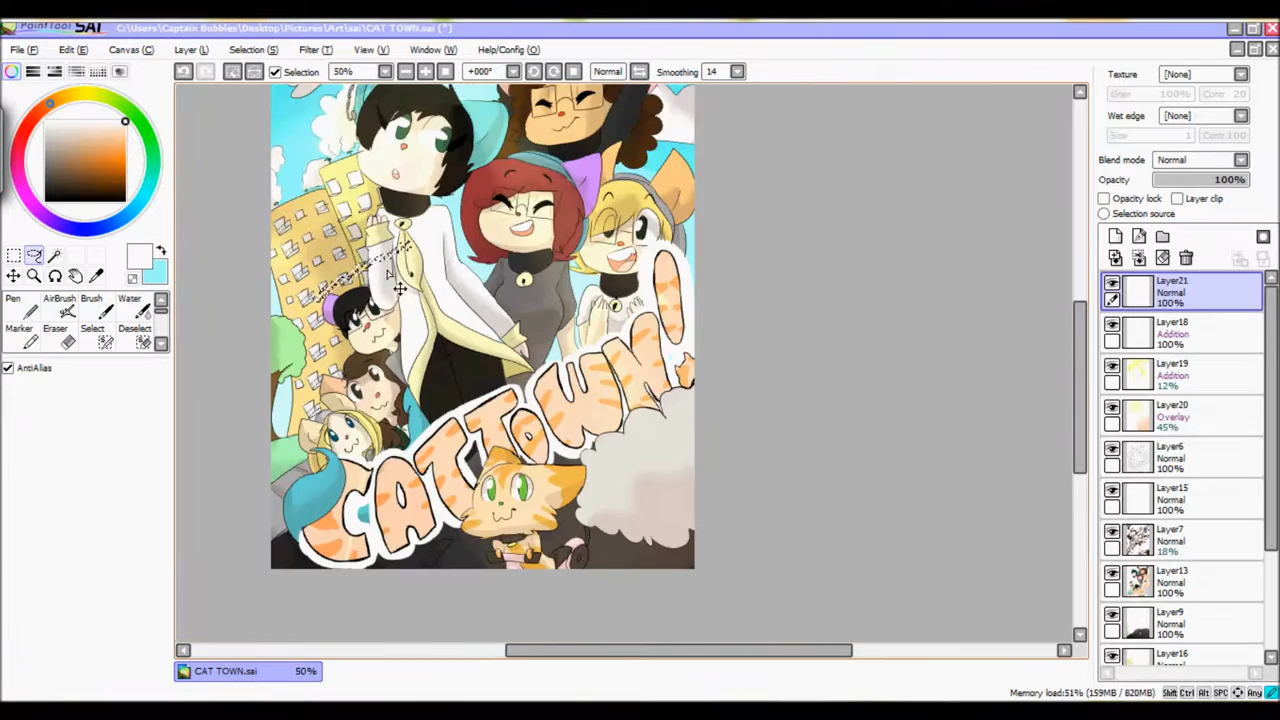 PaintTool SAI C:\Users\Captain Bubbles\Desktop\Pictures\Art\sai\CAT TOWN.sai (*)
File (F) Edit (E) Canvas (C) Layer (L) Selection (S) Filter (T) View (V) Window (W) Help/Config (O)
Selection 50% +000° Normal Smoothing 14
Texture [None]
Grain 100% Contr 20
Wet edge [None]
Size 1 Contr 100
Blend mode Normal
Opacity 100%
Opacity lock Layer clip
Selection source
Pen AirBrush Brush Water
Marker Eraser Select Deselect
AntiAlias
Layer21
Normal
100%
Layer18
Addition
100%
Layer19
Addition
12%
Layer20
Overlay
45%
Layer6
Normal
100%
Layer15
Normal
100%
Layer7
Normal
18%
Layer13
Normal
100%
Layer9
Normal
100%
Layer16
Normal
CAT TOWN!
CAT TOWN.sai 50%
Memory load:51% (159MB / 820MB) Shift Ctrl Alt SPC Any